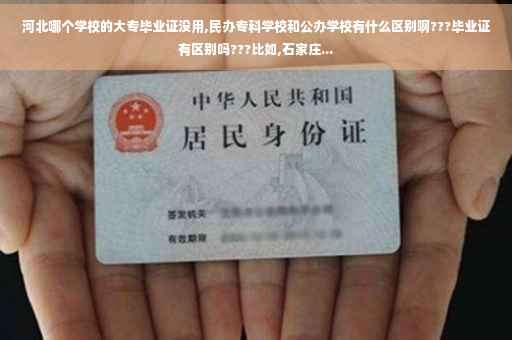 河北哪个学校的大专毕业证没用,民办专科学校和公办学校有什么区别啊???毕业证
有区别吗???比如,石家庄...
中华人民共和国
居民身份证
签发机关
有效期限